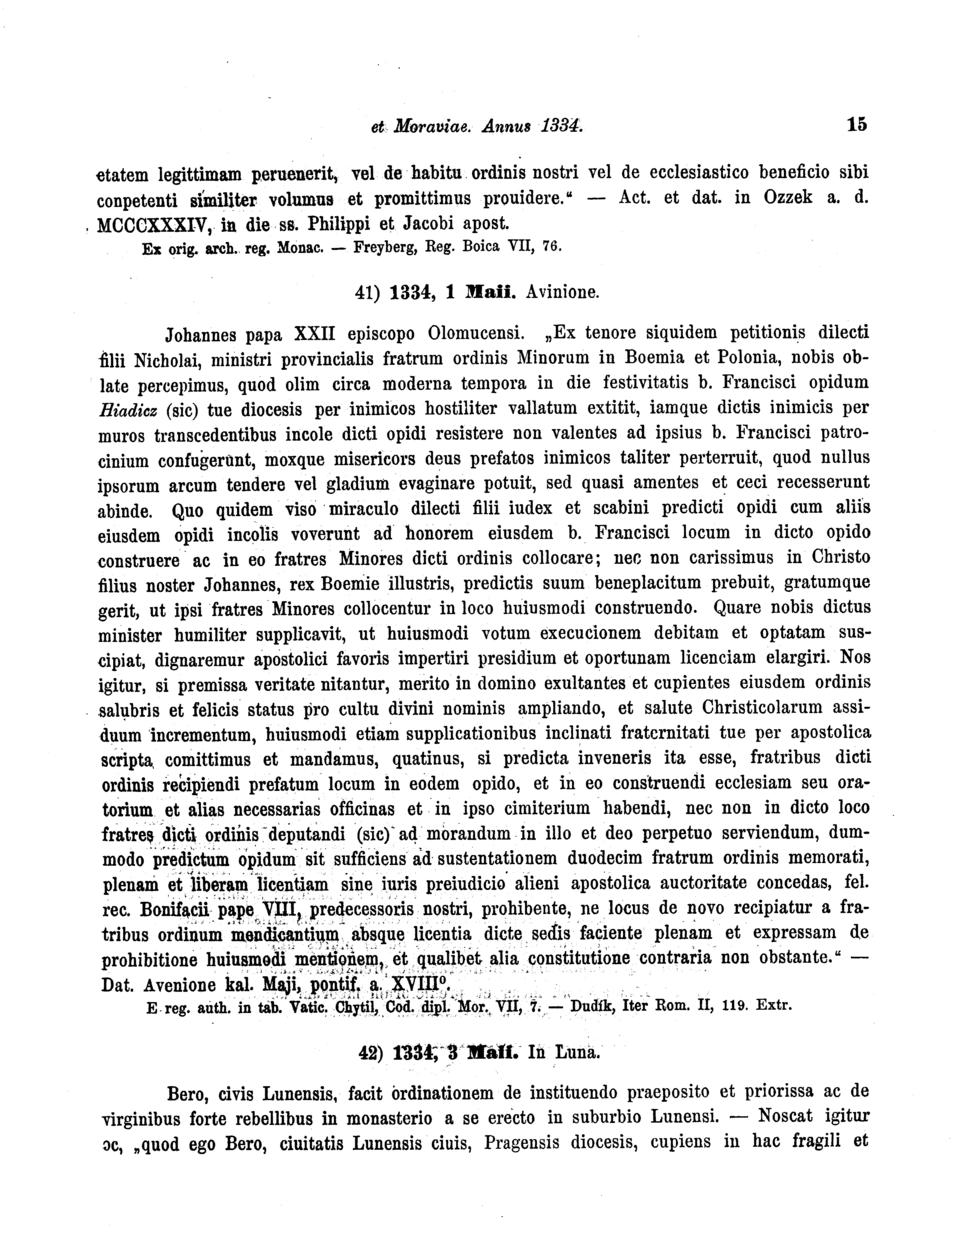 et Moraviae. Annus 1334. 15
etatem legittimam peruenerit, vel de habitu ordinis nostri vel de ecclesiastico beneficio sibi
conpetenti similiter volumus et promittimus prouidere.“ — Act. et dat. in Ozzek a. d.
MCCCXXXIV, in die ss. Philippi et Jacobi apost.
Ex orig. arch. reg. Monac. — Freyberg, Reg. Boica VII, 76.
41) 1334, 1 Maii. Avinione.
Johannes papa XXII episcopo Olomucensi. „Ex tenore siquidem petitionis dilecti
filii Nicholai, ministri provincialis fratrum ordinis Minorum in Boemia et Polonia, nobis ob-
late percepimus, quod olim circa moderna tempora in die festivitatis b. Francisci opidum
Hiadicz (sic) tue diocesis per inimicos hostiliter vallatum extitit, iamque dictis inimicis per
muros transcedentibus incole dicti opidi resistere non valentes ad ipsius b. Francisci patro-
cinium confugerunt, moxque misericors deus prefatos inimicos taliter perterruit, quod nullus
ipsorum arcum tendere vel gladium evaginare potuit, sed quasi amentes et ceci recesserunt
abinde. Quo quidem viso miraculo dilecti filii iudex et scabini predicti opidi cum aliis
eiusdem opidi incolis voverunt ad honorem eiusdem b. Francisci locum in dicto opido
construere ac in eo fratres Minores dicti ordinis collocare; nec non carissimus in Christo
filius noster Johannes, rex Boemie illustris, predictis suum beneplacitum prebuit, gratumque
gerit, ut ipsi fratres Minores collocentur in loco huiusmodi construendo. Quare nobis dictus
minister humiliter supplicavit, ut huiusmodi votum execucionem debitam et optatam sus-
cipiat, dignaremur apostolici favoris impertiri presidium et oportunam licenciam elargiri. Nos
igitur, si premissa veritate nitantur, merito in domino exultantes et cupientes eiusdem ordinis
salubris et felicis status pro cultu divini nominis ampliando, et salute Christicolarum assi-
duum incrementum, huiusmodi etiam supplicationibus inclinati fraternitati tue per apostolica
scripta comittimus et mandamus, quatinus, si predicta inveneris ita esse, fratribus dicti
ordinis recipiendi prefatum locum in eodem opido, et in eo construendi ecclesiam seu ora-
torium et alias necessarias officinas et in ipso cimiterium habendi, nec non in dicto loco
fratres dicti ordinis deputandi (sic) ad morandum in illo et deo perpetuo serviendum, dum-
modo predictum opidum sit sufficiens ad sustentationem duodecim fratrum ordinis memorati,
plenam et liberam licentiam sine iuris preiudicio alieni apostolica auctoritate concedas, fel.
rec. Bonifacii pape VIII, predecessoris nostri, prohibente, ne locus de novo recipiatur a fra-
tribus ordinum mendicantium absque licentia dicte sedis faciente plenam et expressam de
prohibitione huiusmodi mentionem, et qualibet alia constitutione contraria non obstante.“ —
Dat. Avenione kal. Maji, pontif. a. XVIII⁰.
E reg. auth. in tab. Vatic. Chytil, Cod. dipl. Mor. VII, 7. — Dudík, Iter Rom. II, 119. Extr.
42) 1334, 3 Maii. In Luna.
Bero, civis Lunensis, facit ordinationem de instituendo praeposito et priorissa ac de
virginibus forte rebellibus in monasterio a se erecto in suburbio Lunensi. — Noscat igitur
ɔc, „quod ego Bero, ciuitatis Lunensis ciuis, Pragensis diocesis, cupiens in hac fragili et